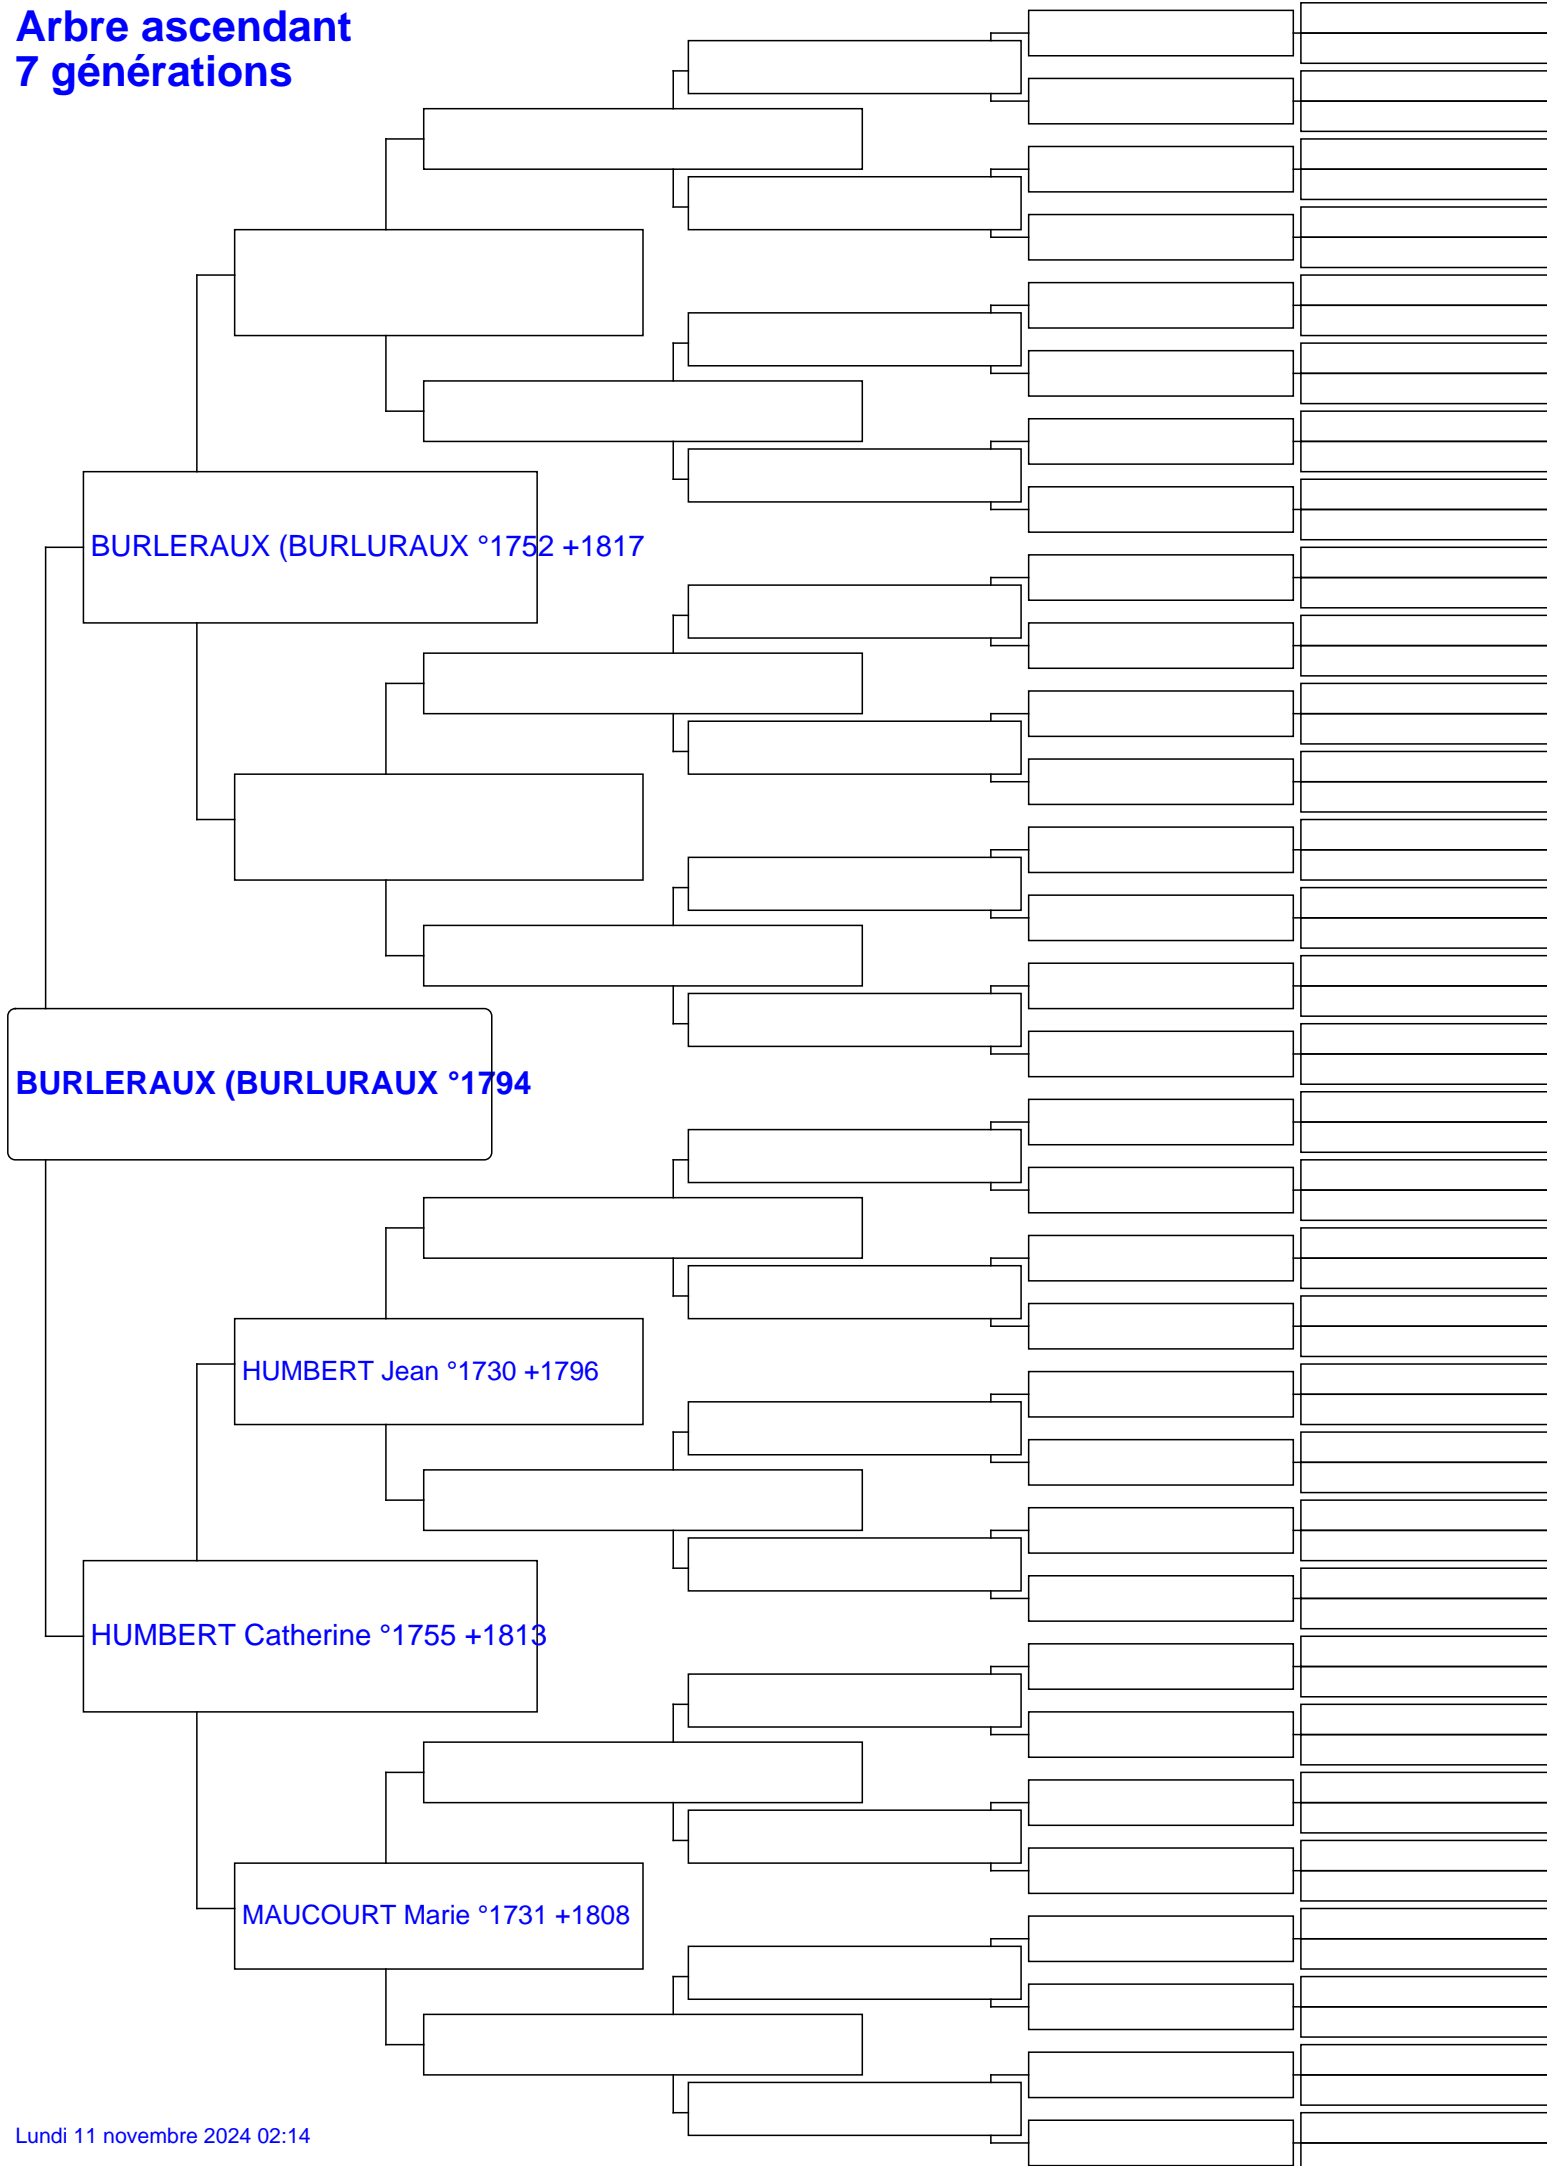 Arbre ascendant
7 générations
BURLERAUX (BURLURAUX °1752 +1817
BURLERAUX (BURLURAUX °1794
HUMBERT Jean °1730 +1796
HUMBERT Catherine °1755 +1813
MAUCOURT Marie °1731 +1808
Lundi 11 novembre 2024 02:14